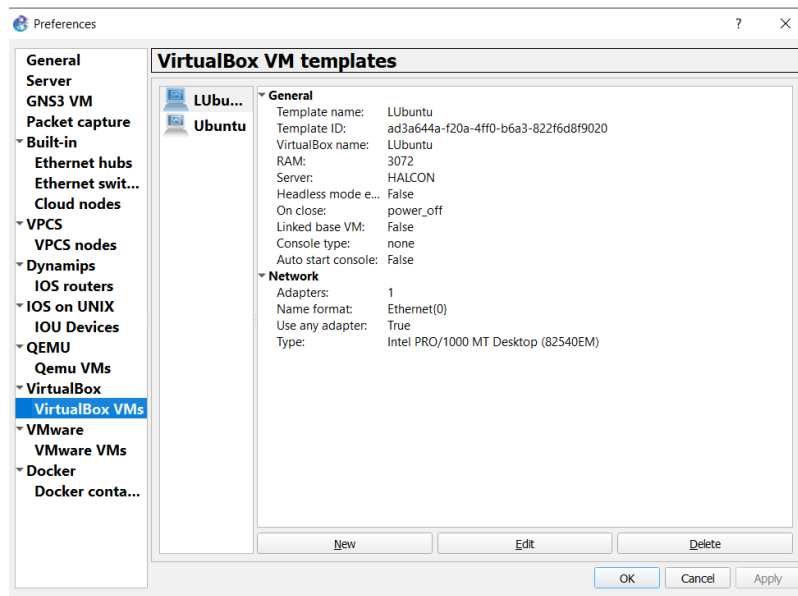 Preferences
?
General
Server
GNS3 VM
Packet capture
Built-in
Ethernet hubs
Ethernet swit...
Cloud nodes
VPCS
VPCS nodes
Dynamips
IOS routers
IOS on UNIX
IOU Devices
QEMU
Qemu VMs
VirtualBox
VirtualBox VMs
VMware
VMware VMs
Docker
Docker conta...
VirtualBox VM templates
LUbu...
Ubuntu
General
Template name: LUbuntu
Template ID: ad3a644a-f20a-4ff0-b6a3-822f6d8f9020
VirtualBox name: LUbuntu
RAM: 3072
Server: HALCON
Headless mode e... False
On close: power_off
Linked base VM: False
Console type: none
Auto start console: False
Network
Adapters: 1
Name format: Ethernet{0}
Use any adapter: True
Type: Intel PRO/1000 MT Desktop (82540EM)
New Edit Delete
OK Cancel Apply